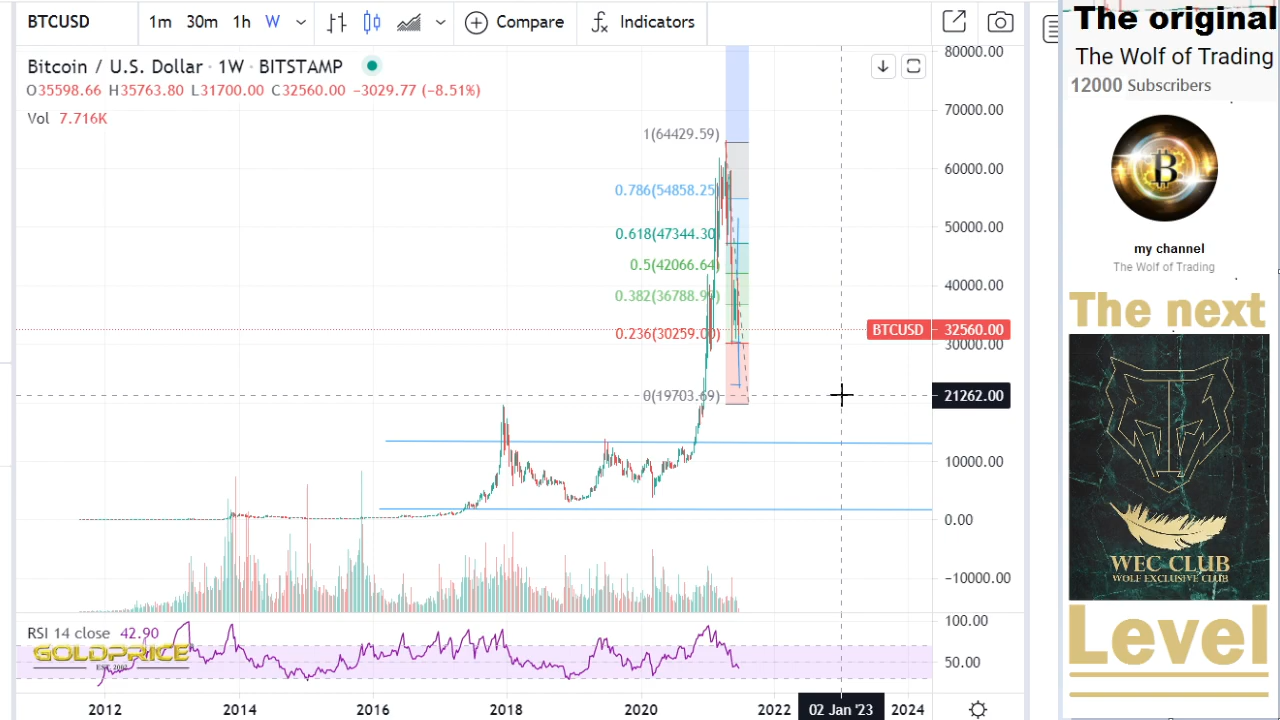 BTCUSD 1m 30m 1h W Compare Indicators
Bitcoin / U.S. Dollar · 1W · BITSTAMP
O35598.66 H35763.80 L31700.00 C32560.00 −3029.77 (−8.51%)
Vol 7.716K
1(64429.59)
0.786(54858.25)
0.618(47344.30
0.5(42066.64)
0.382(36788.9
0.236(30259.00)
0(19703.69)
80000.00
70000.00
60000.00
50000.00
40000.00
BTCUSD 32560.00
30000.00
21262.00
10000.00
0.00
−10000.00
RSI 14 close 42.90
100.00
50.00
GOLDPRICE
2012 2014 2016 2018 2020 2022 02 Jan '23 2024
The original
The Wolf of Trading
12000 Subscribers
B
my channel
The Wolf of Trading
The next
WEC CLUB
WOLF EXCLUSIVE CLUB
Level